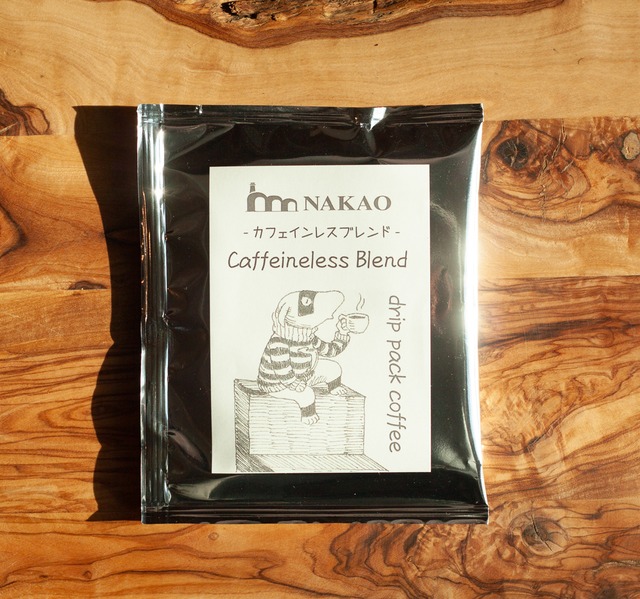 NAKAO
-カフェインレスブレンド-
Caffeineless Blend
drip pack coffee